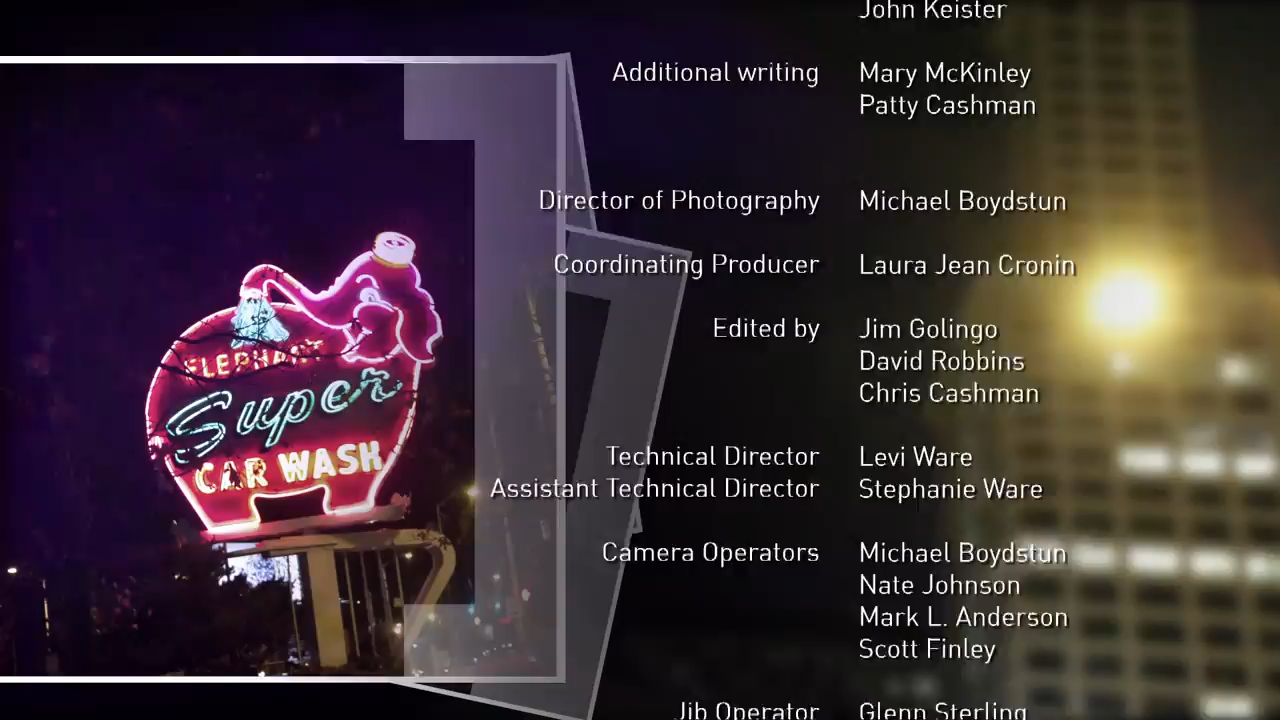 John Keister
Additional writing Mary McKinley
Patty Cashman
Director of Photography Michael Boydstun
Coordinating Producer Laura Jean Cronin
Edited by Jim Golingo
David Robbins
Chris Cashman
Technical Director Levi Ware
Assistant Technical Director Stephanie Ware
Camera Operators Michael Boydstun
Nate Johnson
Mark L. Anderson
Scott Finley
Jib Operator Glenn Sterling
ELEPHANT
Super
CAR WASH